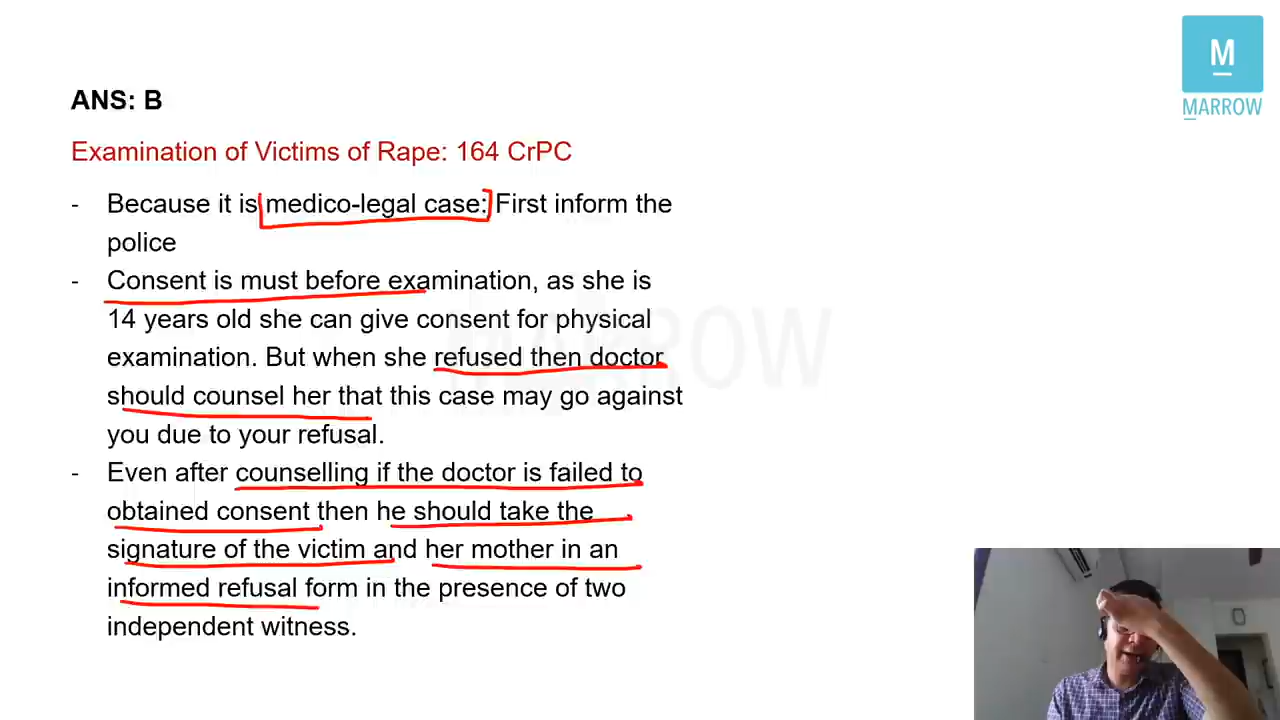 M
MARROW
ANS: B
Examination of Victims of Rape: 164 CrPC
- Because it is medico-legal case: First inform the
police
- Consent is must before examination, as she is
14 years old she can give consent for physical
examination. But when she refused then doctor
should counsel her that this case may go against
you due to your refusal.
- Even after counselling if the doctor is failed to
obtained consent then he should take the
signature of the victim and her mother in an
informed refusal form in the presence of two
independent witness.
MARROW